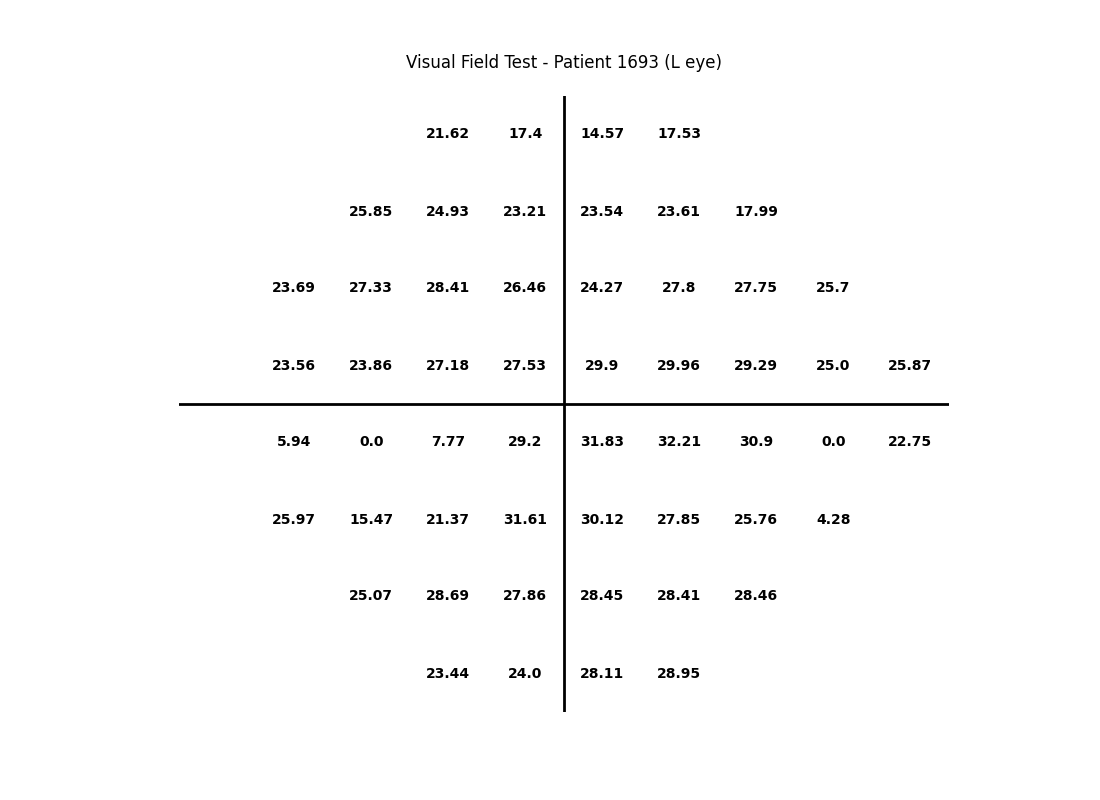 Visual Field Test - Patient 1693 (L eye)
21.62 17.4 14.57 17.53
25.85 24.93 23.21 23.54 23.61 17.99
23.69 27.33 28.41 26.46 24.27 27.8 27.75 25.7
23.56 23.86 27.18 27.53 29.9 29.96 29.29 25.0 25.87
5.94 0.0 7.77 29.2 31.83 32.21 30.9 0.0 22.75
25.97 15.47 21.37 31.61 30.12 27.85 25.76 4.28
25.07 28.69 27.86 28.45 28.41 28.46
23.44 24.0 28.11 28.95